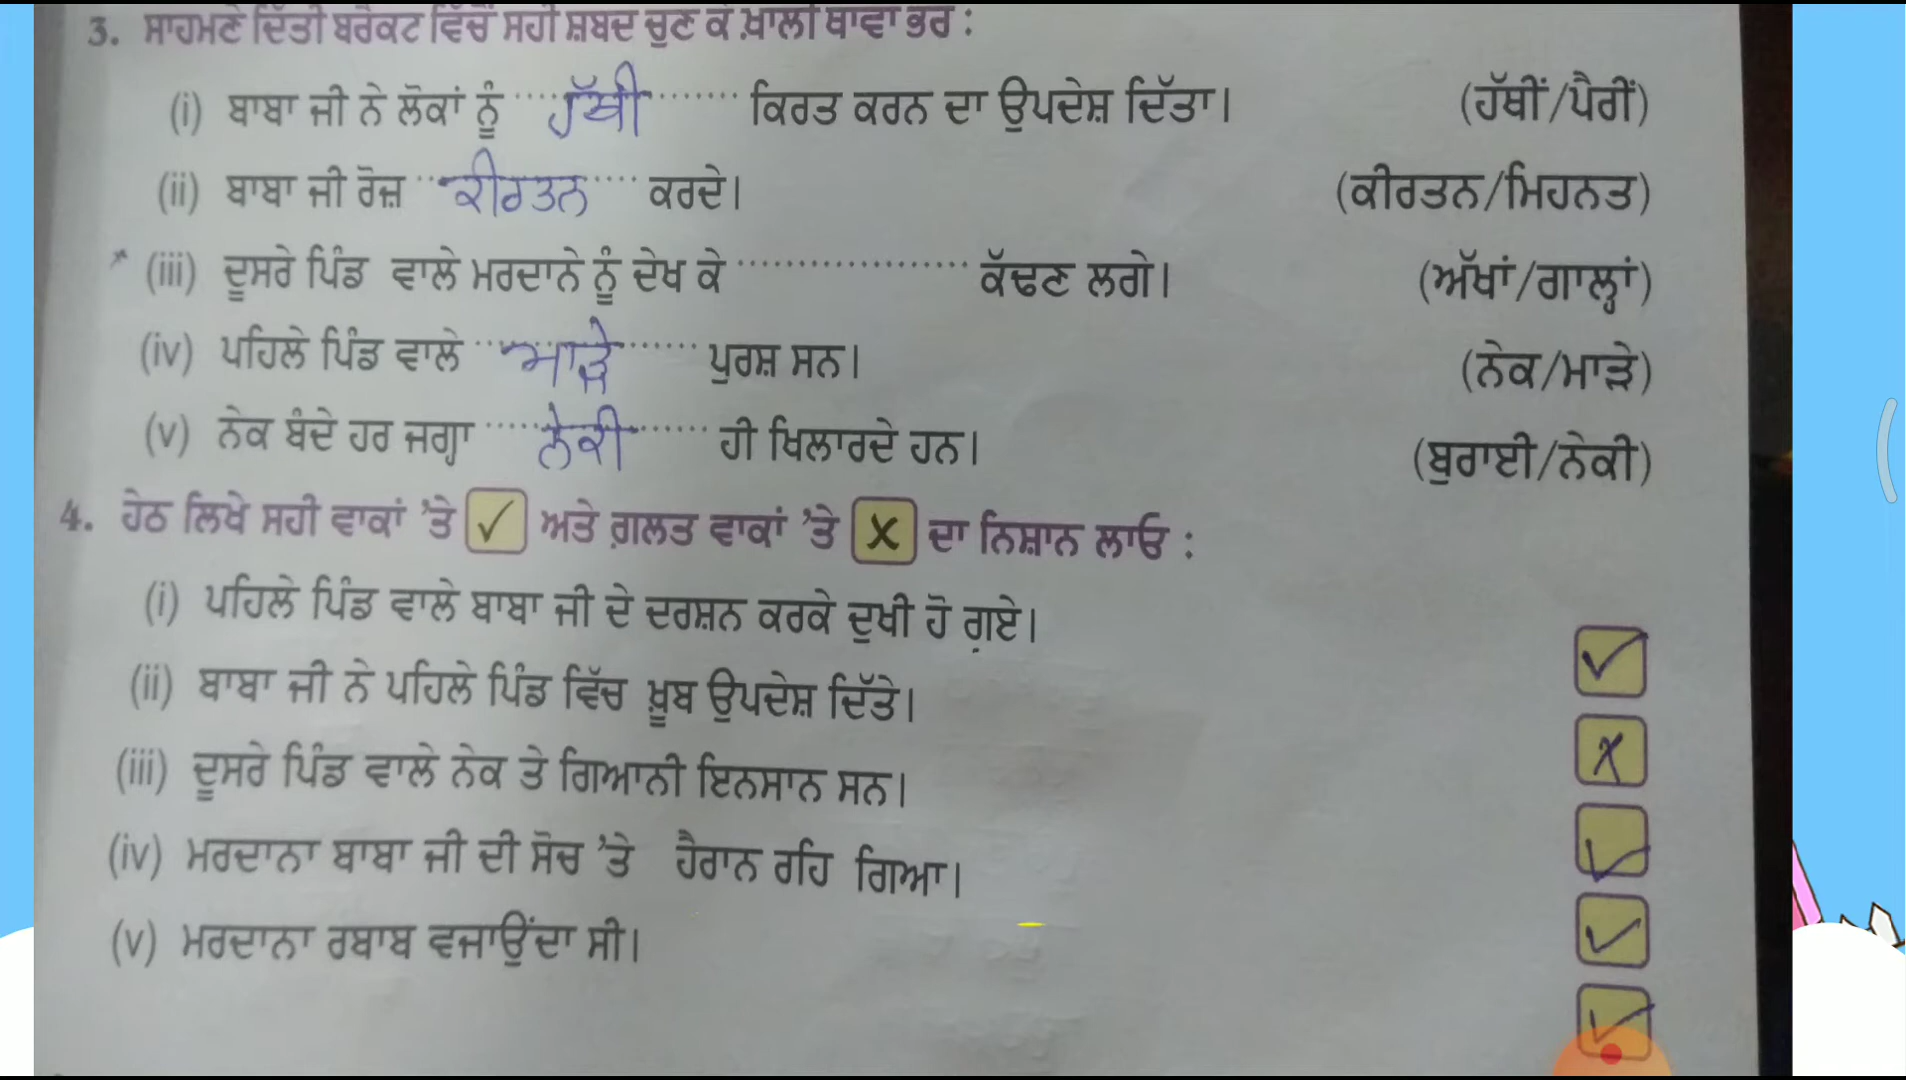 3. ਸਾਹਮਣੇ ਦਿੱਤੀ ਬਰੈਕਟ ਵਿੱਚੋਂ ਸਹੀ ਸ਼ਬਦ ਚੁਣ ਕੇ ਖ਼ਾਲੀ ਥਾਵਾਂ ਭਰੋ :
(i) ਬਾਬਾ ਜੀ ਨੇ ਲੋਕਾਂ ਨੂੰ ....ਹੱਥੀ....... ਕਿਰਤ ਕਰਨ ਦਾ ਉਪਦੇਸ਼ ਦਿੱਤਾ। (ਹੱਥੀਂ/ਪੈਰੀਂ)
(ii) ਬਾਬਾ ਜੀ ਰੋਜ਼ ..ਕੀਰਤਨ.... ਕਰਦੇ। (ਕੀਰਤਨ/ਮਿਹਨਤ)
(iii) ਦੂਸਰੇ ਪਿੰਡ ਵਾਲੇ ਮਰਦਾਨੇ ਨੂੰ ਦੇਖ ਕੇ .................... ਕੱਢਣ ਲਗੇ। (ਅੱਖਾਂ/ਗਾਲ੍ਹਾਂ)
(iv) ਪਹਿਲੇ ਪਿੰਡ ਵਾਲੇ ..ਮਾੜੇ...... ਪੁਰਸ਼ ਸਨ। (ਨੇਕ/ਮਾੜੇ)
(v) ਨੇਕ ਬੰਦੇ ਹਰ ਜਗ੍ਹਾ .....ਨੇਕੀ...... ਹੀ ਖਿਲਾਰਦੇ ਹਨ। (ਬੁਰਾਈ/ਨੇਕੀ)
4. ਹੇਠ ਲਿਖੇ ਸਹੀ ਵਾਕਾਂ 'ਤੇ ✓ ਅਤੇ ਗ਼ਲਤ ਵਾਕਾਂ 'ਤੇ X ਦਾ ਨਿਸ਼ਾਨ ਲਾਓ :
(i) ਪਹਿਲੇ ਪਿੰਡ ਵਾਲੇ ਬਾਬਾ ਜੀ ਦੇ ਦਰਸ਼ਨ ਕਰਕੇ ਦੁਖੀ ਹੋ ਗਏ। ✓
(ii) ਬਾਬਾ ਜੀ ਨੇ ਪਹਿਲੇ ਪਿੰਡ ਵਿੱਚ ਖ਼ੂਬ ਉਪਦੇਸ਼ ਦਿੱਤੇ। X
(iii) ਦੂਸਰੇ ਪਿੰਡ ਵਾਲੇ ਨੇਕ ਤੇ ਗਿਆਨੀ ਇਨਸਾਨ ਸਨ। ✓
(iv) ਮਰਦਾਨਾ ਬਾਬਾ ਜੀ ਦੀ ਸੋਚ 'ਤੇ ਹੈਰਾਨ ਰਹਿ ਗਿਆ। ✓
(v) ਮਰਦਾਨਾ ਰਬਾਬ ਵਜਾਉਂਦਾ ਸੀ। ✓